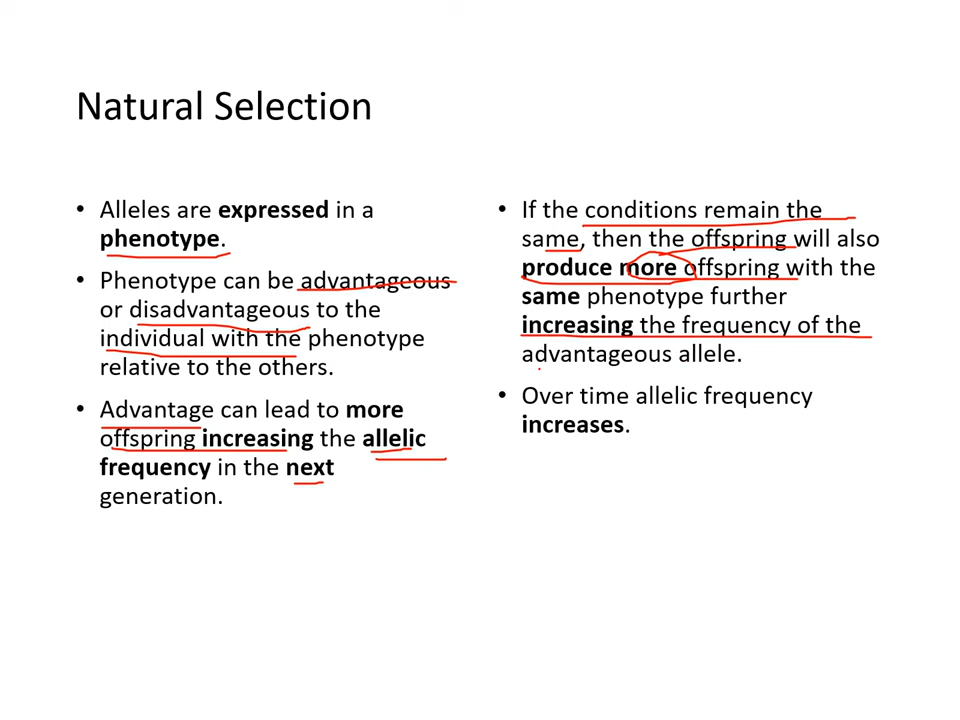 Natural Selection
• Alleles are expressed in a
phenotype.
• Phenotype can be advantageous
or disadvantageous to the
individual with the phenotype
relative to the others.
• Advantage can lead to more
offspring increasing the allelic
frequency in the next
generation.
• If the conditions remain the
same, then the offspring will also
produce more offspring with the
same phenotype further
increasing the frequency of the
advantageous allele.
• Over time allelic frequency
increases.